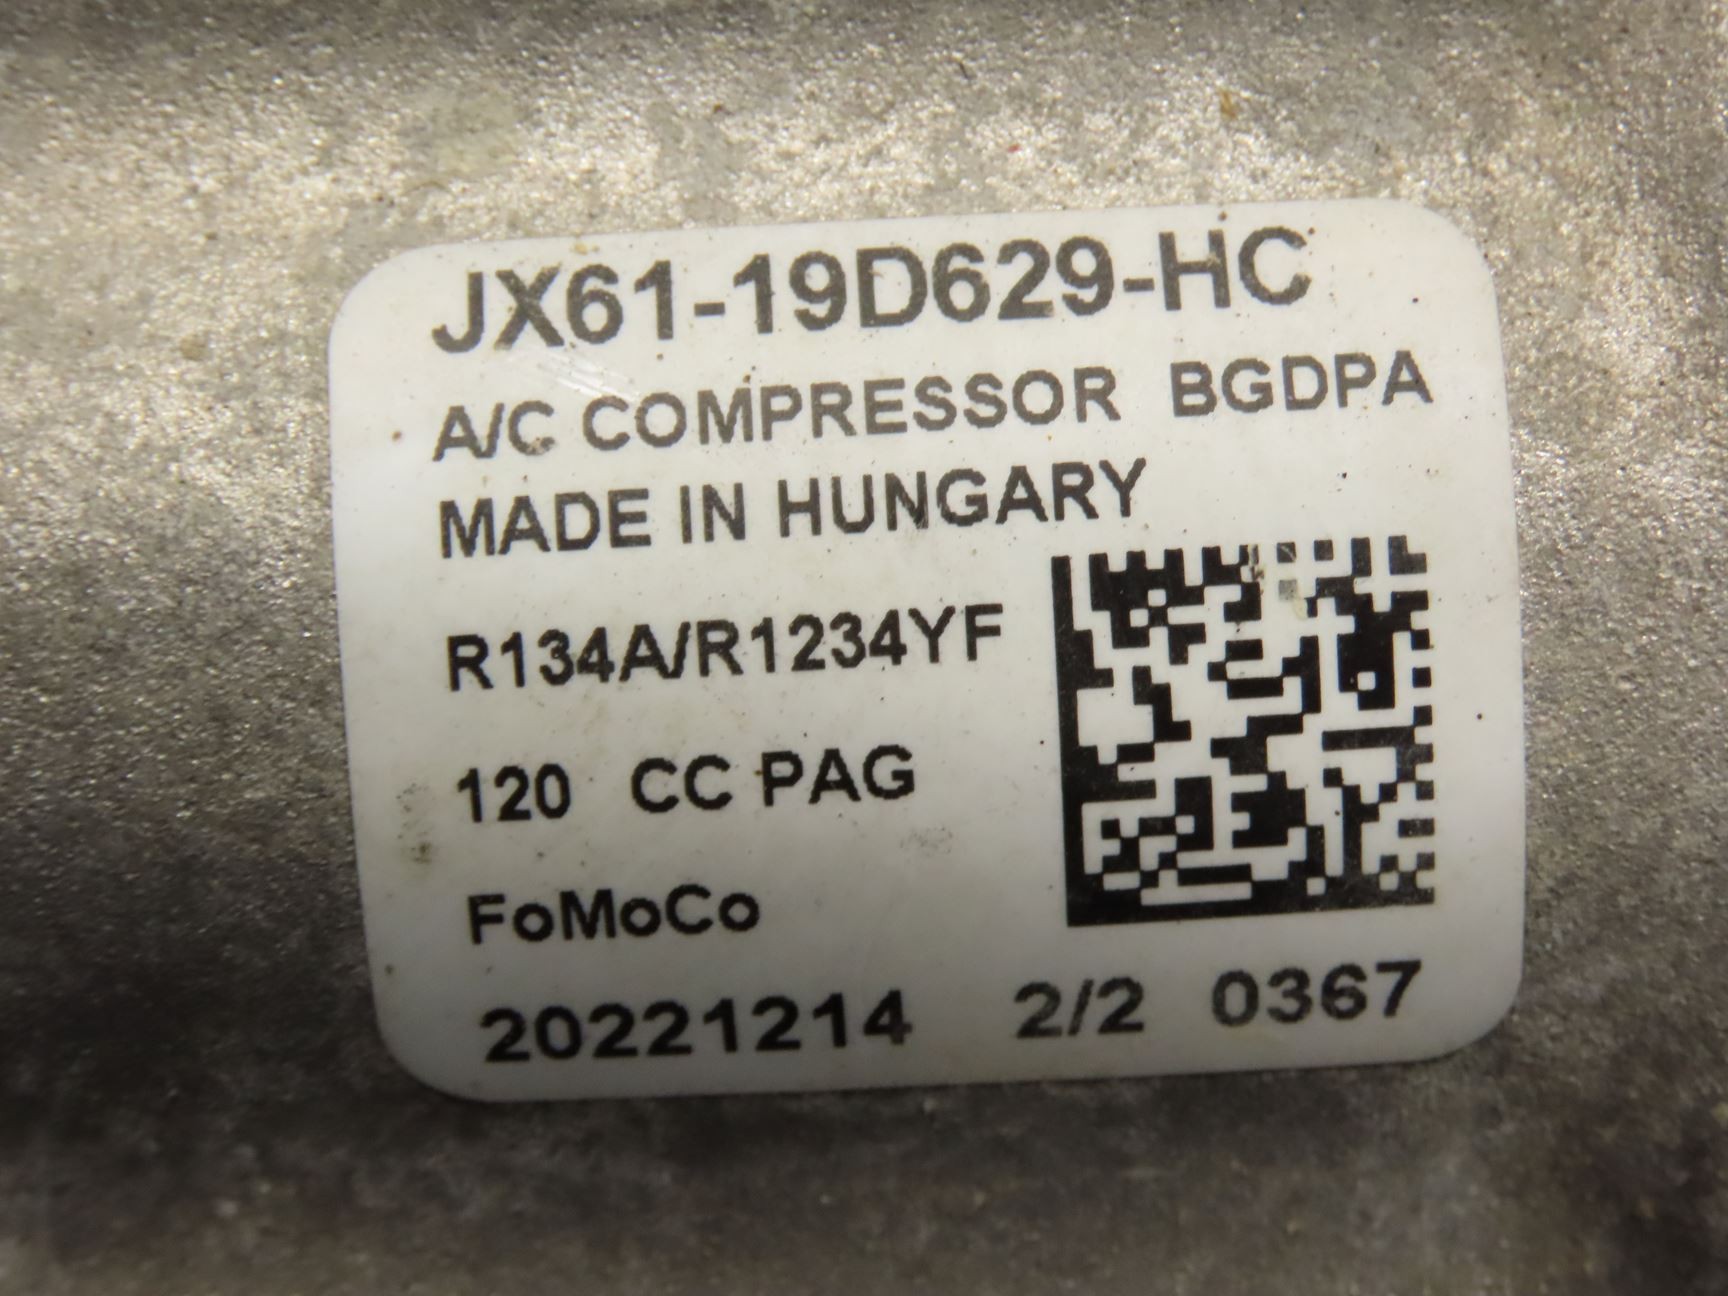 JX61-19D629-HC
A/C COMPRESSOR BGDPA
MADE IN HUNGARY
R134A/R1234YF
120 CC PAG
FoMoCo
20221214 2/2 0367